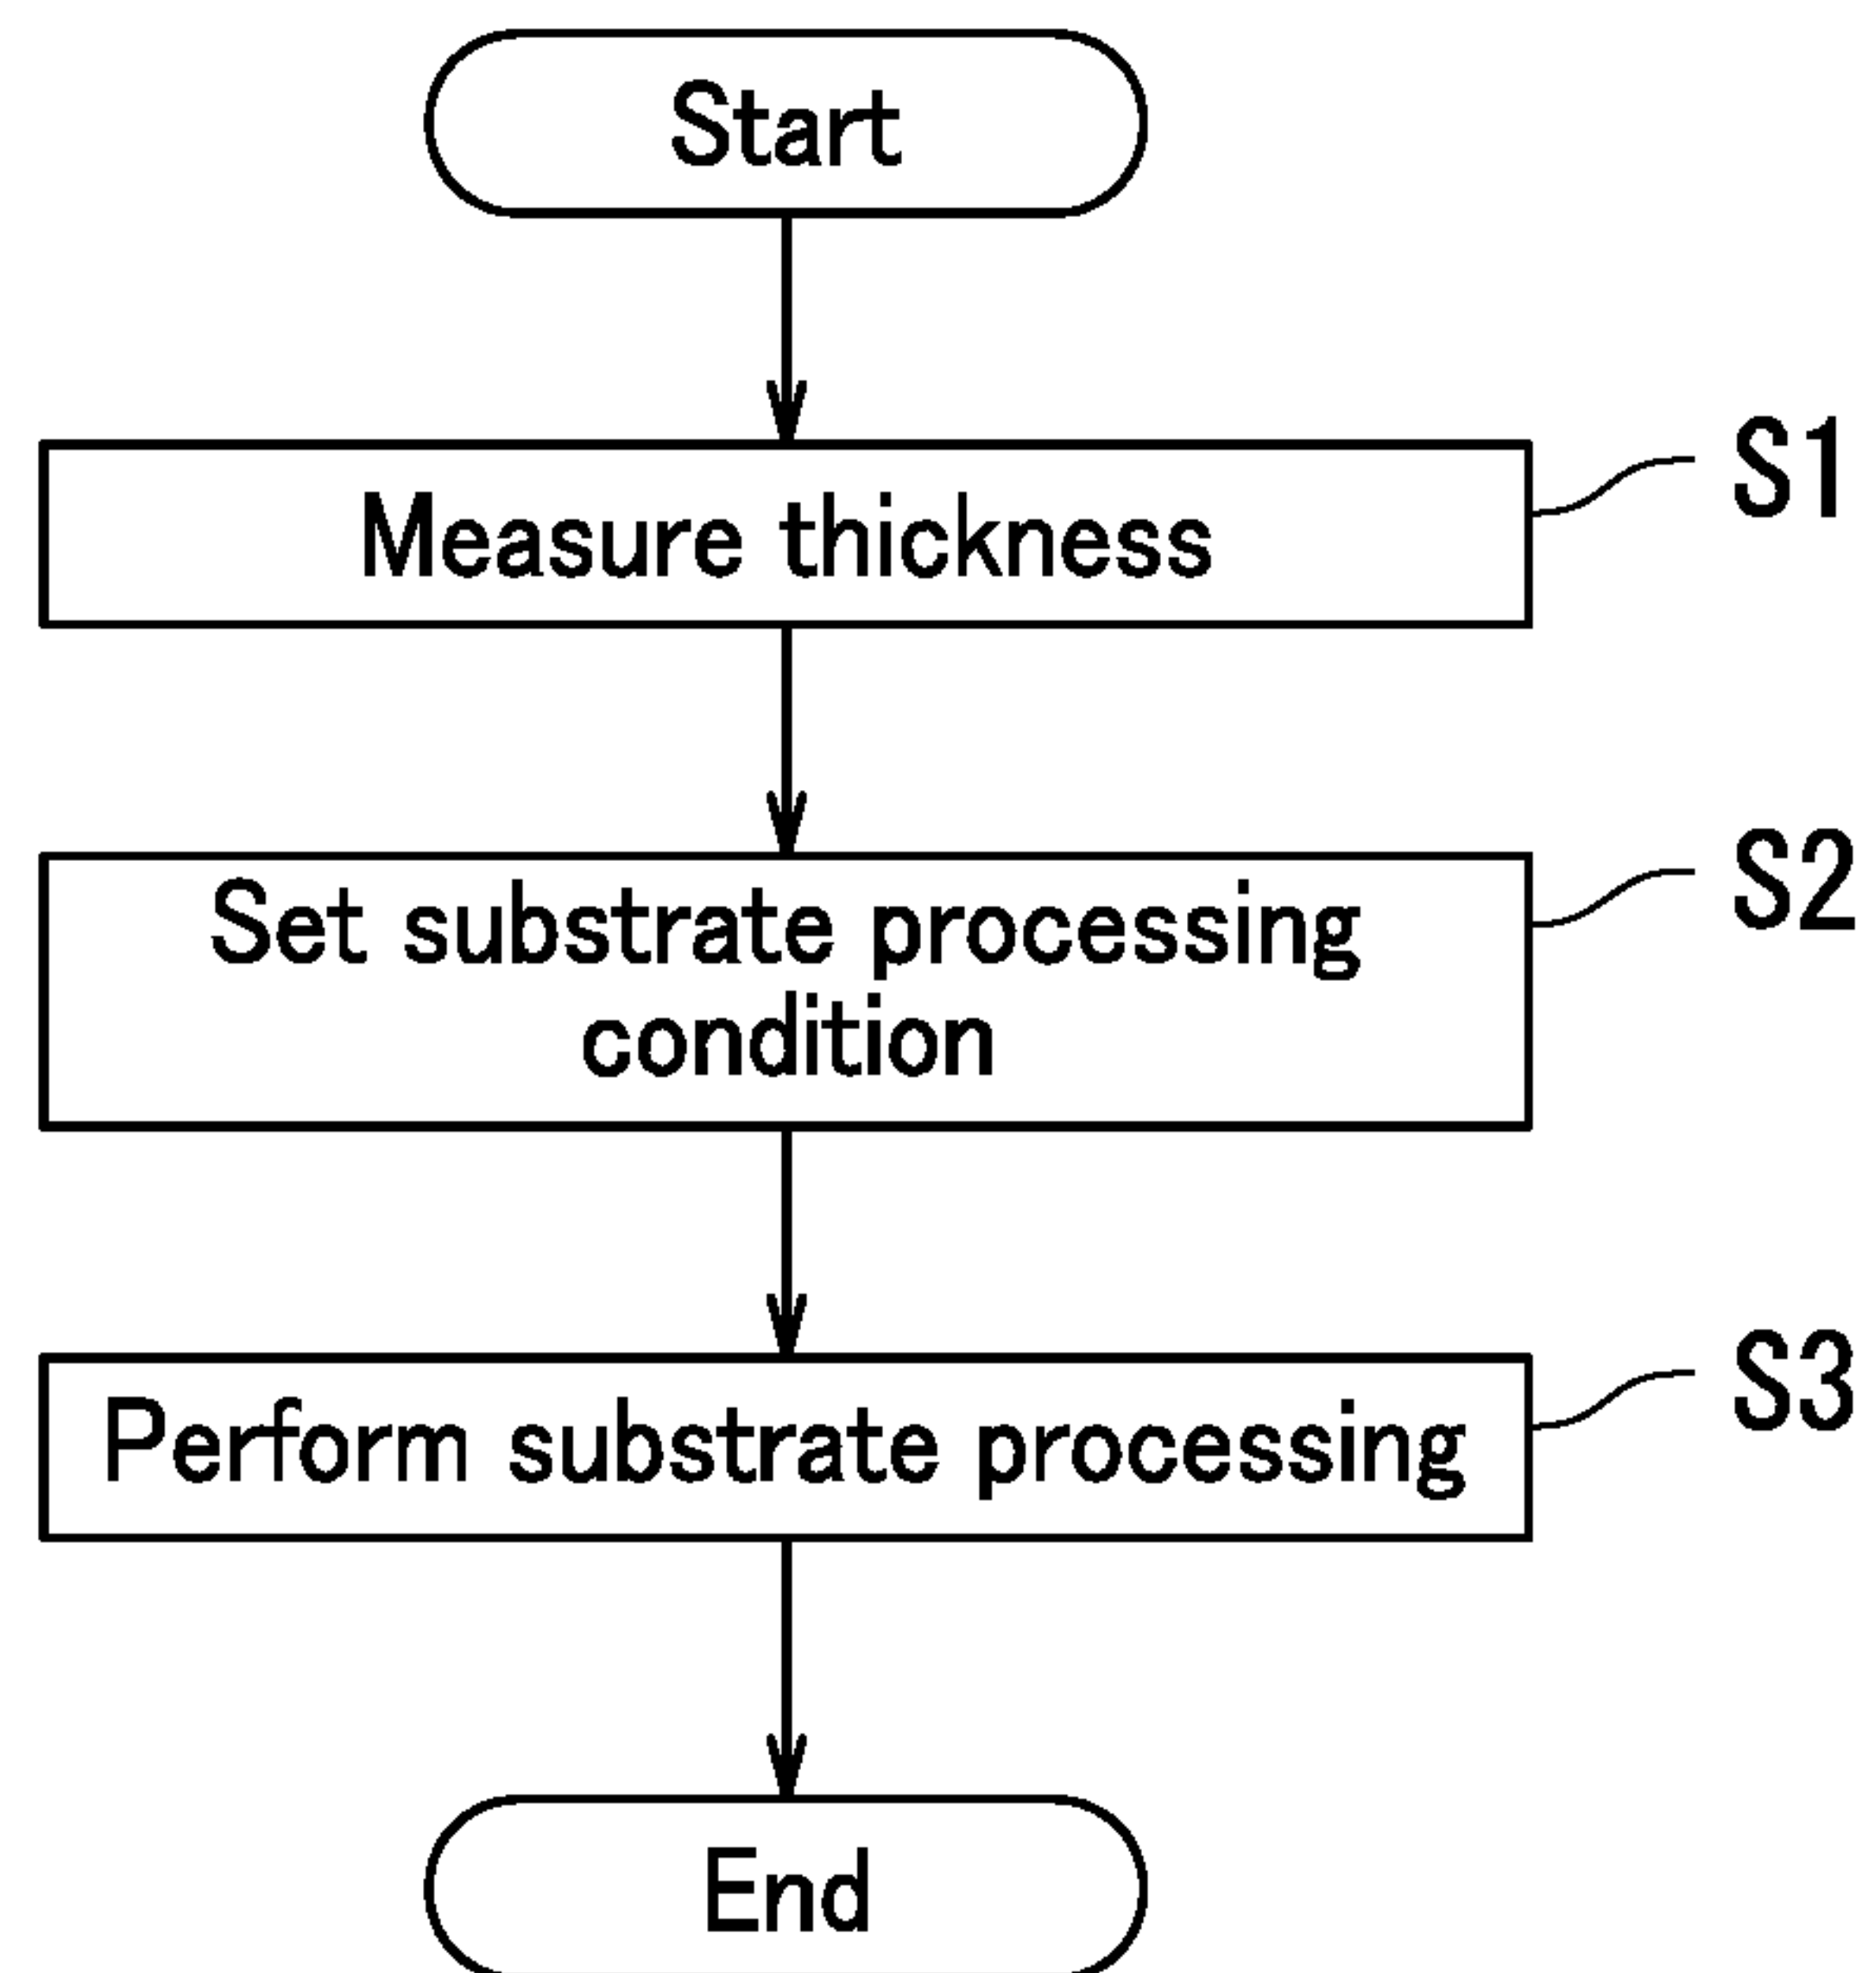 Start
Measure thickness
S1
Set substrate processing
condition
S2
Perform substrate processing
S3
End